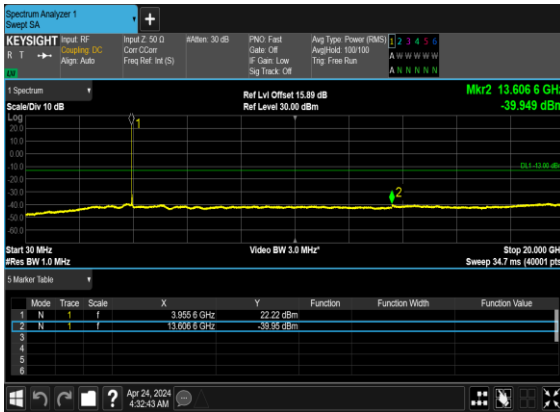 Spectrum Analyzer 1
Swept SA
+
KEYSIGHT Input: RF Input Z: 50 Ω #Atten: 30 dB PNO: Fast Avg Type: Power (RMS) 1 2 3 4 5 6
R T Coupling: DC Corr CCorr Gate: Off Avg|Hold: 100/100 A W W W W W
Align: Auto Freq Ref: Int (S) IF Gain: Low Trig: Free Run
Sig Track: Off A N N N N N
1 Spectrum Ref Lvl Offset 15.89 dB Mkr2 13.606 6 GHz
Scale/Div 10 dB Ref Level 30.00 dBm -39.949 dBm
Log
20.0
10.0
0.00
-10.0
-20.0
-30.0
-40.0
-50.0
-60.0
1
DL1 -13.00 dBm
2
Start 30 MHz Video BW 3.0 MHz* Stop 20.000 GHz
#Res BW 1.0 MHz Sweep 34.7 ms (40001 pts)
5 Marker Table
Mode Trace Scale X Y Function Function Width Function Value
1 N 1 f 3.955 6 GHz 22.22 dBm
2 N 1 f 13.606 6 GHz -39.95 dBm
3
4
5
6
? Apr 24, 2024
4:32:43 AM